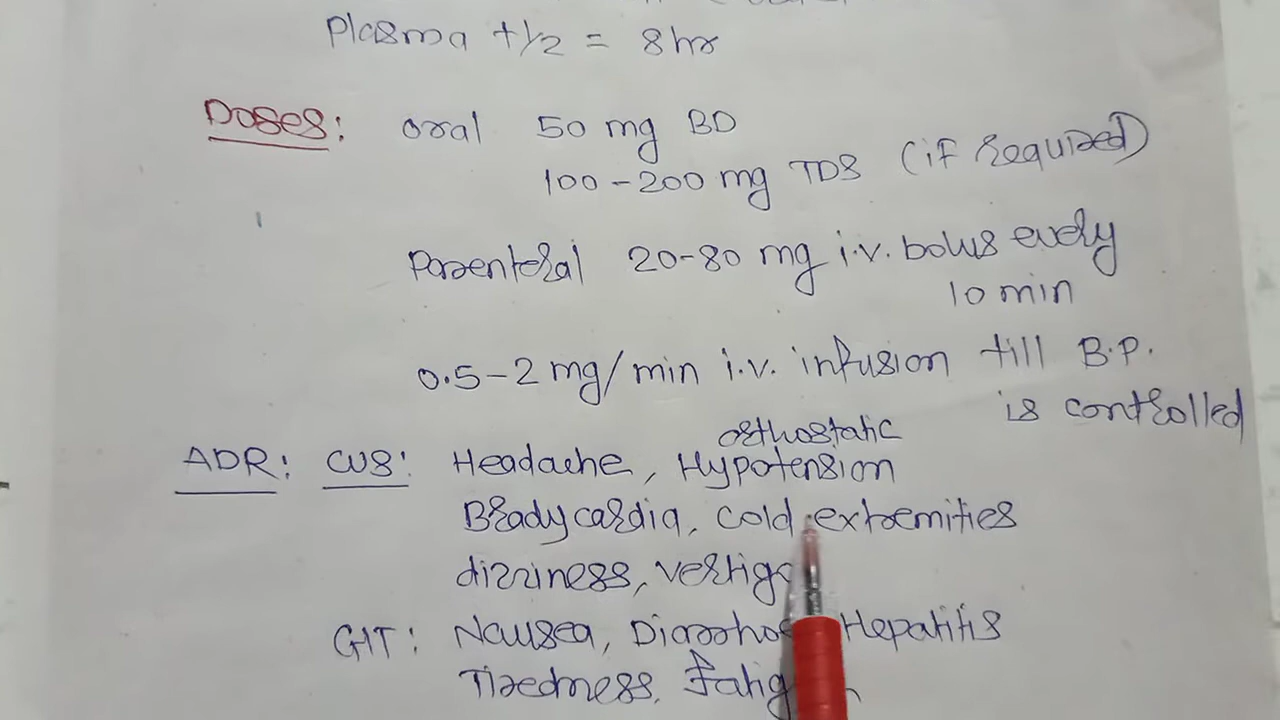 Plasma t1/2 = 8 hr
Doses: oral 50 mg BD
100-200 mg TDS (if required)
Parenteral 20-80 mg i.v. bolus every
10 min
0.5-2 mg/min i.v. infusion till B.P.
is controlled
orthostatic
ADR: CVS: Headache, Hypotension
Bradycardia, cold extremities
dizziness, vertigo
GIT: Nausea, Diarrhoea Hepatitis
Tiredness,